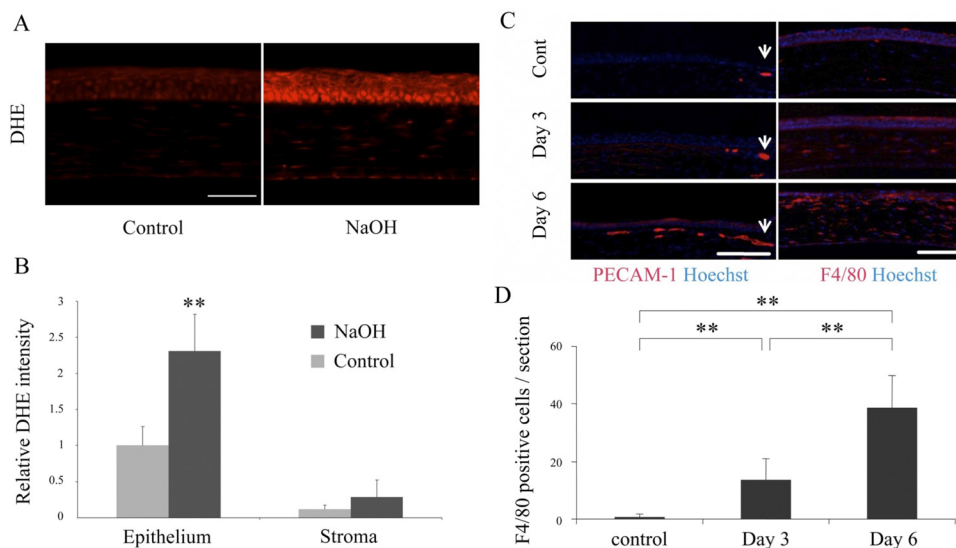 A
DHE
Control
NaOH
B
Relative DHE intensity
3
2.5
2
1
0.5
0
**
NaOH
Control
Epithelium
Stroma
C
Cont
Day 3
Day 6
PECAM-1 Hoechst
F4/80 Hoechst
D
F4/80 positive cells / section
60
40
20
0
**
**
**
control
Day 3
Day 6